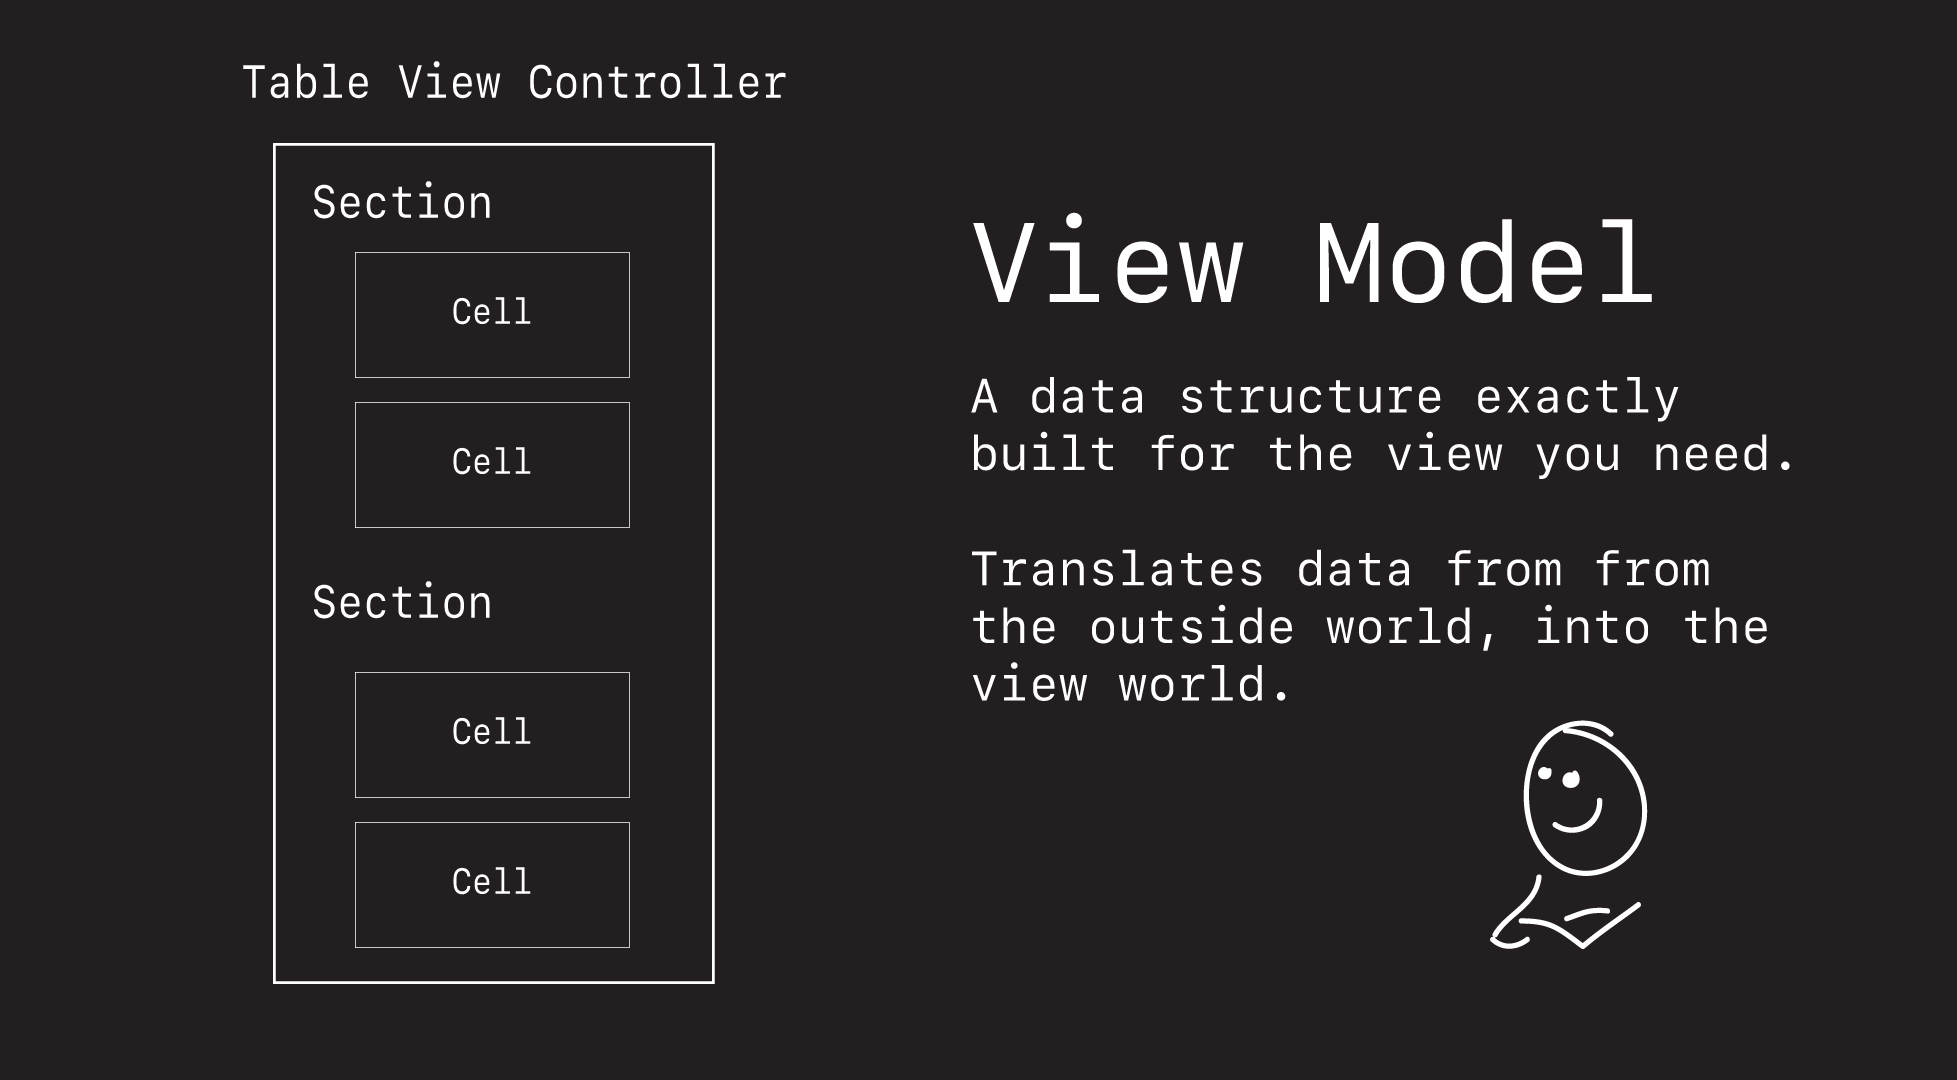 Table View Controller
Section
Cell
Cell
Section
Cell
Cell
View Model
A data structure exactly
built for the view you need.
Translates data from from
the outside world, into the
view world.